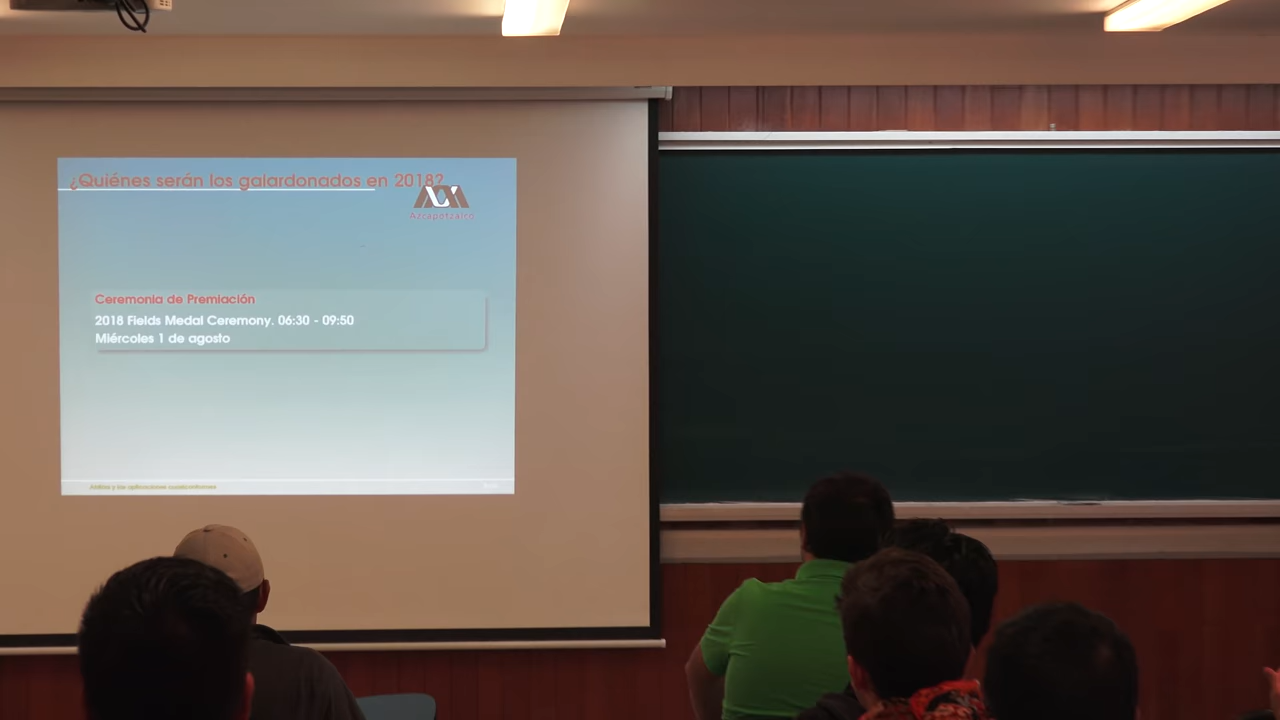 ¿Quiénes serán los galardonados en 2018?
Azcapotzalco
Ceremonia de Premiación
2018 Fields Medal Ceremony. 06:30 - 09:50
Miércoles 1 de agosto